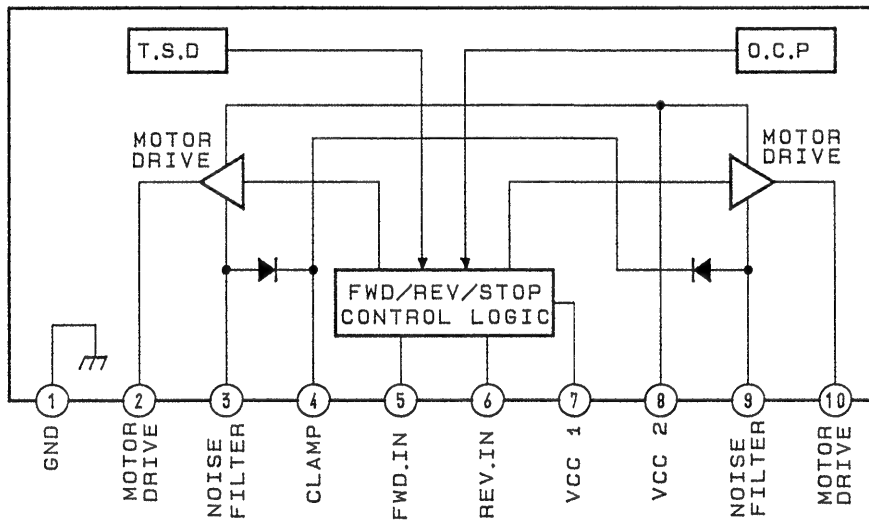 T.S.D
O.C.P
MOTOR
DRIVE
MOTOR
DRIVE
FWD/REV/STOP
CONTROL LOGIC
1
2
3
4
5
6
7
8
9
10
GND
MOTOR
DRIVE
NOISE
FILTER
CLAMP
FWD.IN
REV.IN
VCC 1
VCC 2
NOISE
FILTER
MOTOR
DRIVE